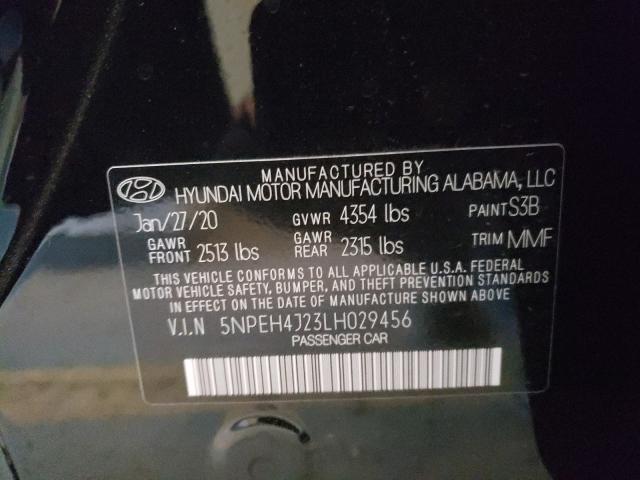 MANUFACTURED BY
HYUNDAI MOTOR MANUFACTURING ALABAMA, LLC
Jan/27/20 GVWR 4354 lbs PAINT S3B
GAWR FRONT 2513 lbs GAWR REAR 2315 lbs TRIM MMF
THIS VEHICLE CONFORMS TO ALL APPLICABLE U.S.A. FEDERAL
MOTOR VEHICLE SAFETY, BUMPER, AND THEFT PREVENTION STANDARDS
IN EFFECT ON THE DATE OF MANUFACTURE SHOWN ABOVE.
V.I.N 5NPEH4J23LH029456
PASSENGER CAR